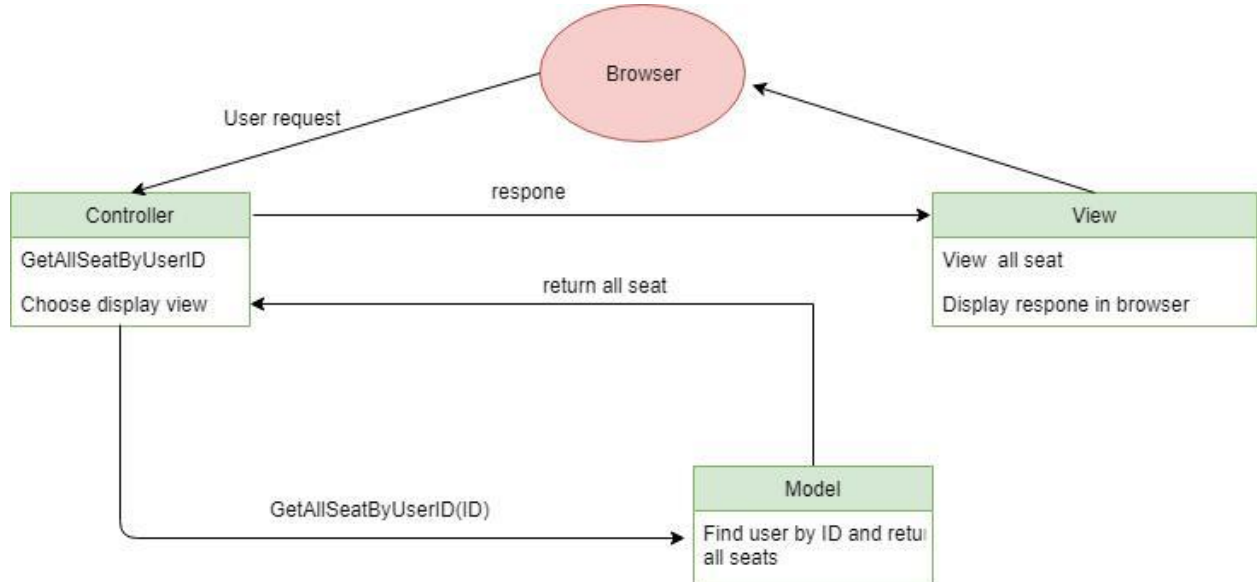 Browser
User request
respone
Controller
GetAllSeatByUserID
Choose display view
View
View all seat
Display respone in browser
return all seat
GetAllSeatByUserID(ID)
Model
Find user by ID and retu
all seats